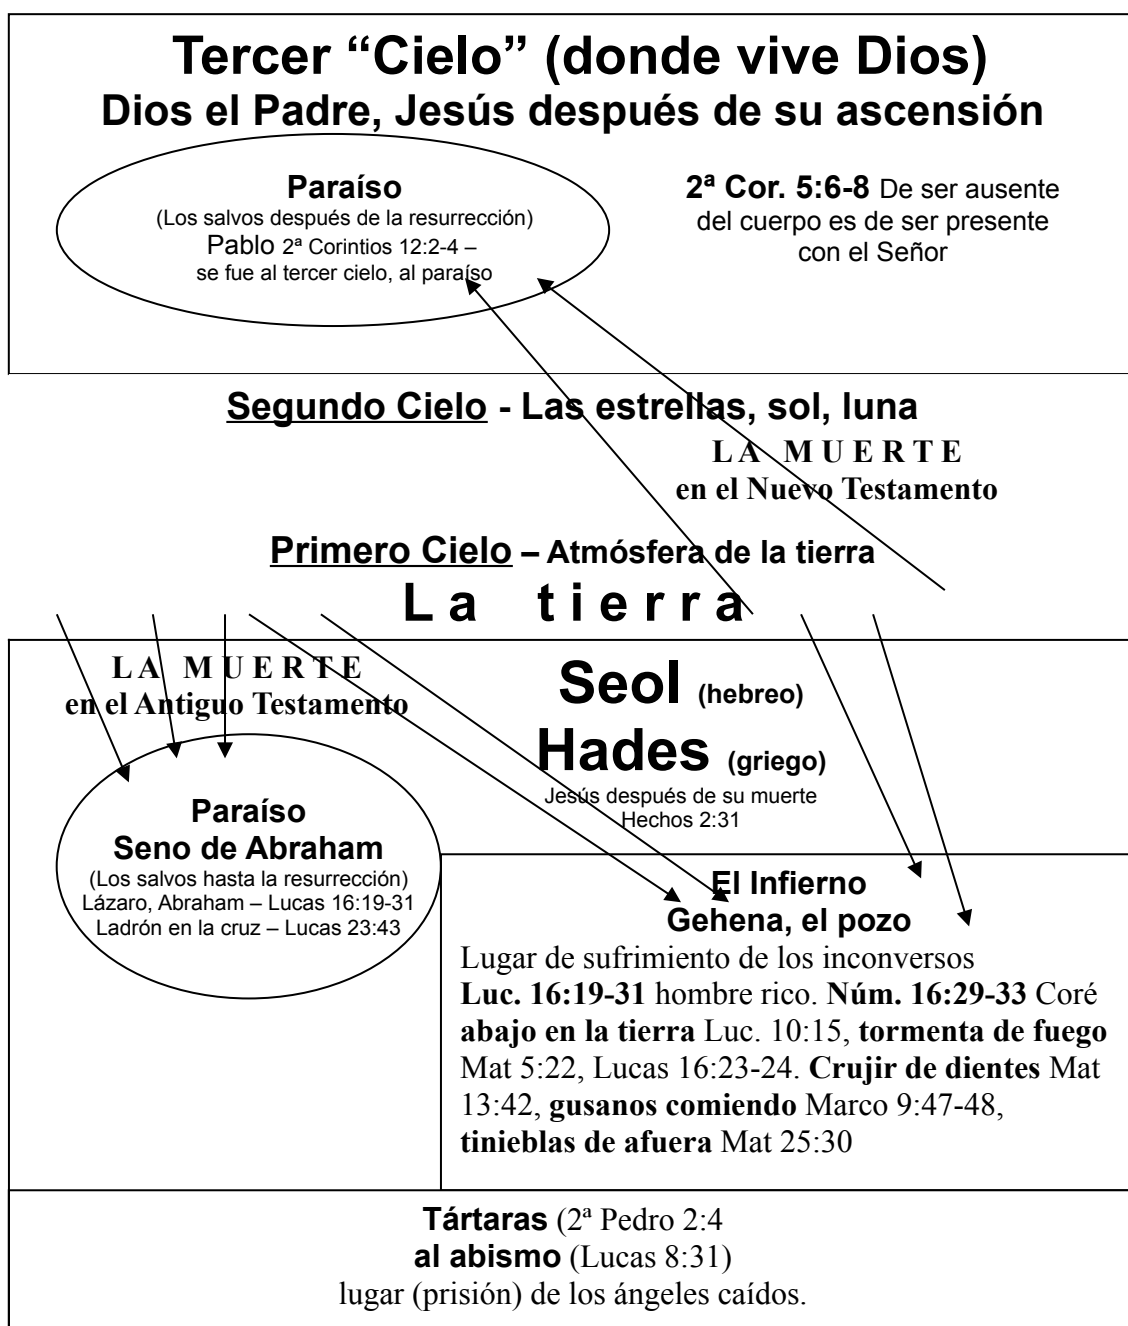 Tercer “Cielo” (donde vive Dios)
Dios el Padre, Jesús después de su ascensión
Paraíso
(Los salvos después de la resurrección)
Pablo 2ª Corintios 12:2-4 –
se fue al tercer cielo, al paraíso
2ª Cor. 5:6-8 De ser ausente
del cuerpo es de ser presente
con el Señor
Segundo Cielo - Las estrellas, sol, luna
L A M U E R T E
en el Nuevo Testamento
Primero Cielo – Atmósfera de la tierra
L a t i e r r a
L A M U E R T E
en el Antiguo Testamento
Seol (hebreo)
Hades (griego)
Jesús después de su muerte
Hechos 2:31
Paraíso
Seno de Abraham
(Los salvos hasta la resurrección)
Lázaro, Abraham – Lucas 16:19-31
Ladrón en la cruz – Lucas 23:43
El Infierno
Gehena, el pozo
Lugar de sufrimiento de los inconversos
Luc. 16:19-31 hombre rico. Núm. 16:29-33 Coré
abajo en la tierra Luc. 10:15, tormenta de fuego
Mat 5:22, Lucas 16:23-24. Crujir de dientes Mat
13:42, gusanos comiendo Marco 9:47-48,
tinieblas de afuera Mat 25:30
Tártaras (2ª Pedro 2:4
al abismo (Lucas 8:31)
lugar (prisión) de los ángeles caídos.